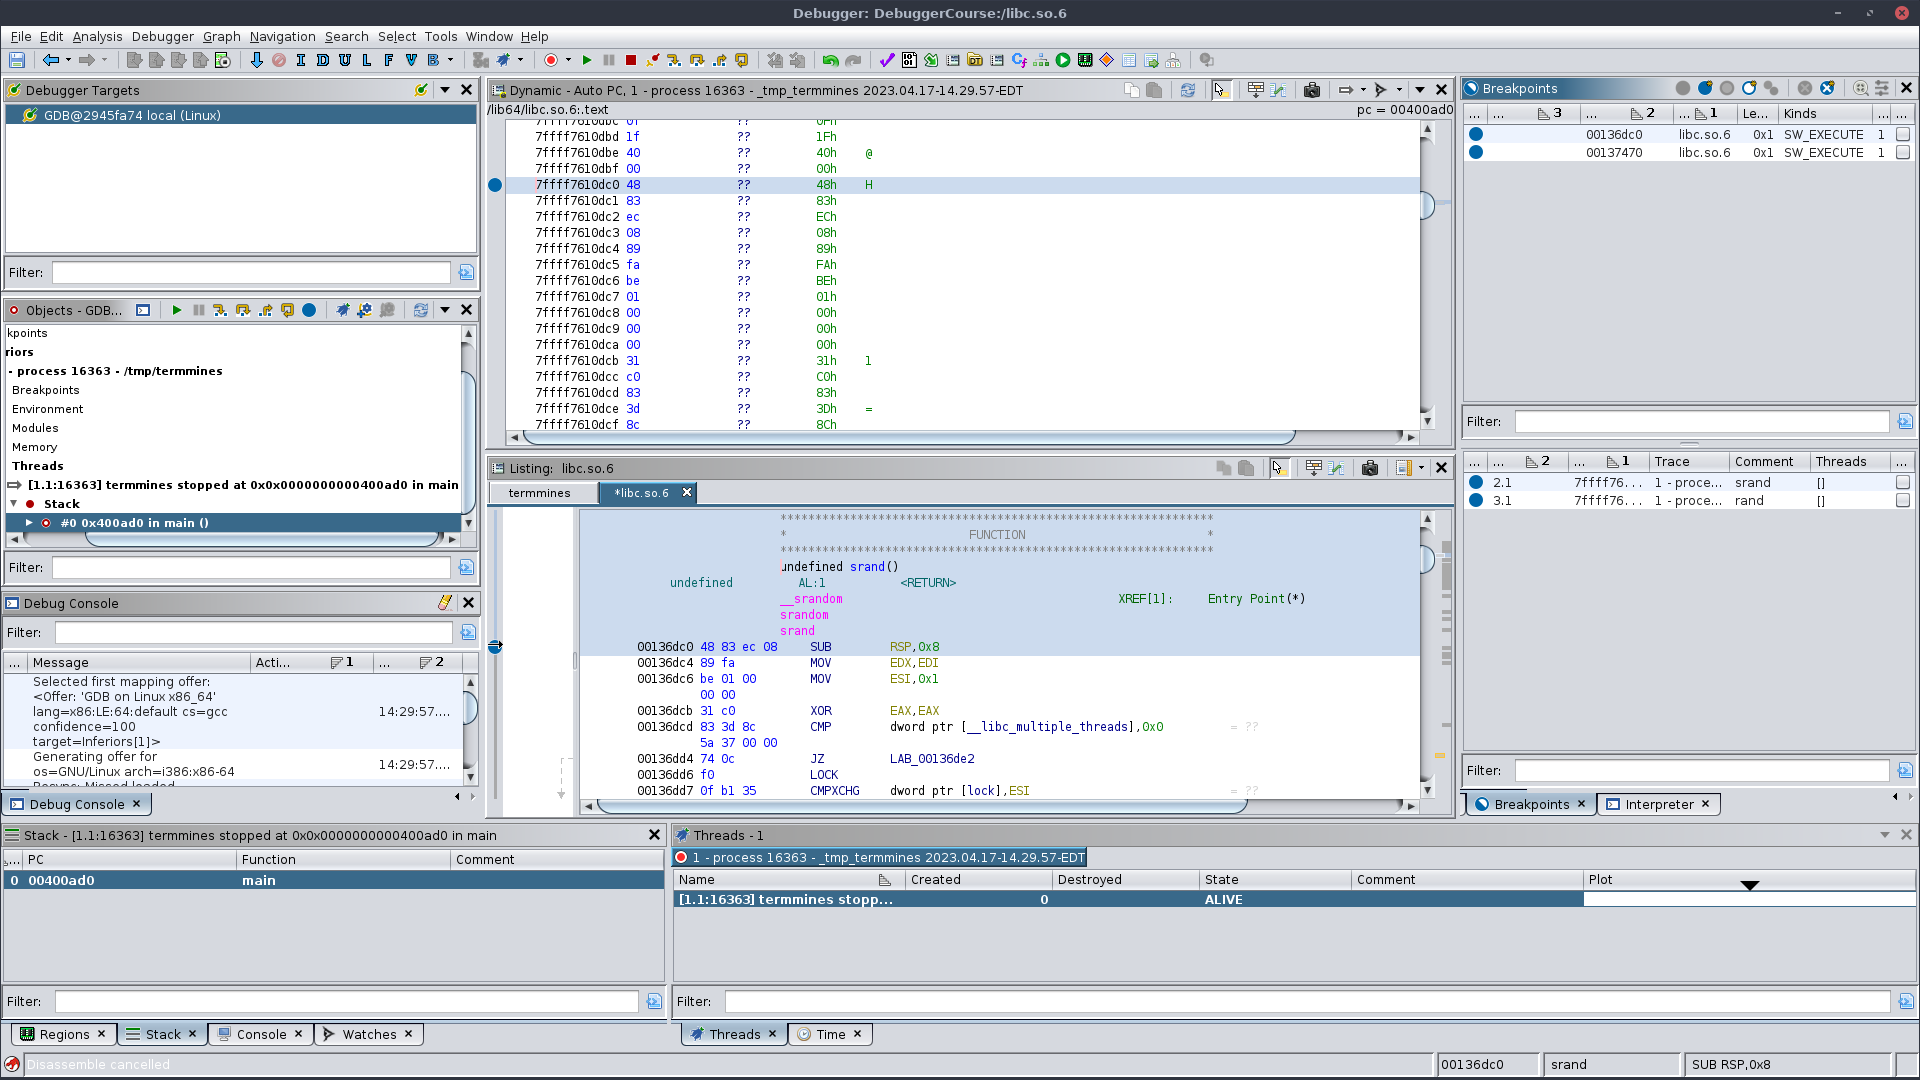 Debugger: DebuggerCourse:/libc.so.6
File Edit Analysis Debugger Graph Navigation Search Select Tools Window Help
I D U L F V B
Debugger Targets
GDB@2945fa74 local (Linux)
Filter:
Objects - GDB...
kpoints
riors
- process 16363 - /tmp/termmines
Breakpoints
Environment
Modules
Memory
Threads
[1.1:16363] termmines stopped at 0x0x0000000000400ad0 in main
Stack
#0 0x400ad0 in main ()
Filter:
Debug Console
Filter:
... Message Acti... 1 ... 2
Selected first mapping offer:
<Offer: 'GDB on Linux x86_64'
lang=x86:LE:64:default cs=gcc 14:29:57....
confidence=100
target=Inferiors[1]>
Generating offer for
os=GNU/Linux arch=i386:x86-64 14:29:57....
Debug Console
Dynamic - Auto PC, 1 - process 16363 - _tmp_termmines 2023.04.17-14.29.57-EDT
/lib64/libc.so.6:.text pc = 00400ad0
7ffff7610dbc 0f ?? 0Fh
7ffff7610dbd 1f ?? 1Fh
7ffff7610dbe 40 ?? 40h @
7ffff7610dbf 00 ?? 00h
7ffff7610dc0 48 ?? 48h H
7ffff7610dc1 83 ?? 83h
7ffff7610dc2 ec ?? ECh
7ffff7610dc3 08 ?? 08h
7ffff7610dc4 89 ?? 89h
7ffff7610dc5 fa ?? FAh
7ffff7610dc6 be ?? BEh
7ffff7610dc7 01 ?? 01h
7ffff7610dc8 00 ?? 00h
7ffff7610dc9 00 ?? 00h
7ffff7610dca 00 ?? 00h
7ffff7610dcb 31 ?? 31h 1
7ffff7610dcc c0 ?? C0h
7ffff7610dcd 83 ?? 83h
7ffff7610dce 3d ?? 3Dh =
7ffff7610dcf 8c ?? 8Ch
Listing: libc.so.6
termmines *libc.so.6
**************************************************************
* FUNCTION *
**************************************************************
undefined srand()
undefined AL:1 <RETURN>
__srandom XREF[1]: Entry Point(*)
srandom
srand
00136dc0 48 83 ec 08 SUB RSP,0x8
00136dc4 89 fa MOV EDX,EDI
00136dc6 be 01 00 MOV ESI,0x1
00 00
00136dcb 31 c0 XOR EAX,EAX
00136dcd 83 3d 8c CMP dword ptr [__libc_multiple_threads],0x0 = ??
5a 37 00 00
00136dd4 74 0c JZ LAB_00136de2
00136dd6 f0 LOCK
00136dd7 0f b1 35 CMPXCHG dword ptr [lock],ESI = ??
Breakpoints
... ... 3 ... 2 ... 1 Le... Kinds ...
00136dc0 libc.so.6 0x1 SW_EXECUTE 1
00137470 libc.so.6 0x1 SW_EXECUTE 1
Filter:
... ... 2 ... 1 Trace Comment Threads ...
2.1 7ffff76... 1 - proce... srand []
3.1 7ffff76... 1 - proce... rand []
Filter:
Breakpoints Interpreter
Stack - [1.1:16363] termmines stopped at 0x0x0000000000400ad0 in main
... PC Function Comment
0 00400ad0 main
Filter:
Regions Stack Console Watches
Threads - 1
1 - process 16363 - _tmp_termmines 2023.04.17-14.29.57-EDT
Name Created Destroyed State Comment Plot
[1.1:16363] termmines stopp... 0 ALIVE
Filter:
Threads Time
Disassemble cancelled 00136dc0 srand SUB RSP,0x8